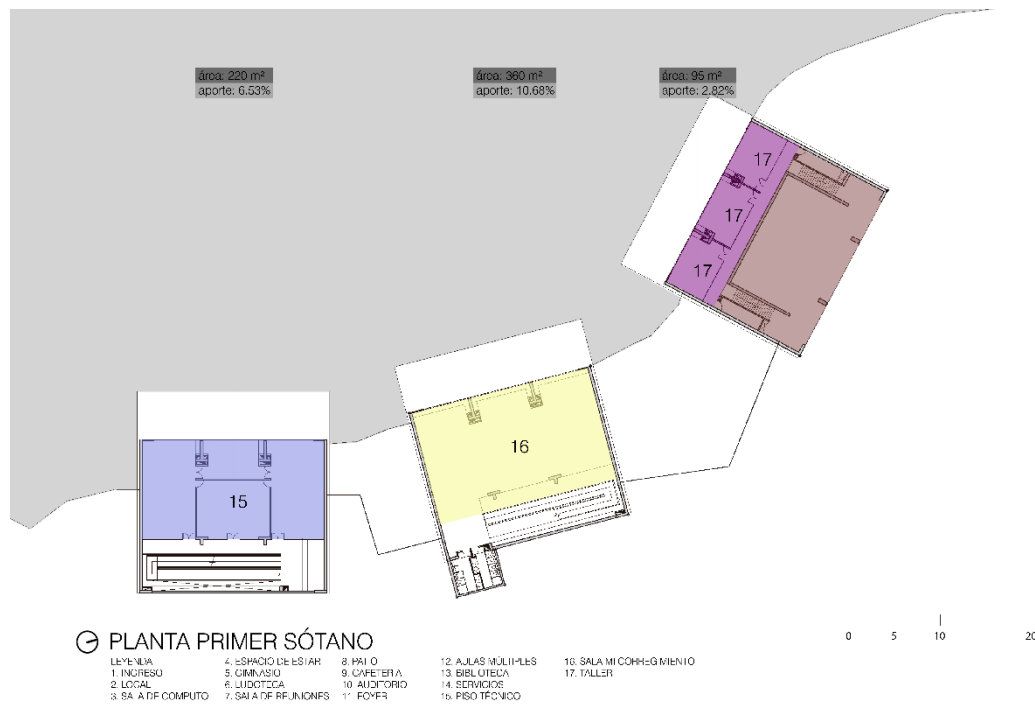 área: 220 m²
aporte: 6.53%
área: 360 m²
aporte: 10.68%
área: 95 m²
aporte: 2.82%
17
17
17
16
15
PLANTA PRIMER SÓTANO
0 5 10 20
LEYENDA
1. INGRESO
2. LOCAL
3. SALA DE COMPUTO
4. ESPACIO DE ESTAR
5. GIMNASIO
6. LUDOTECA
7. SALA DE REUNIONES
8. PATIO
9. CAFETERIA
10. AUDITORIO
11. FOYER
12. AULAS MÚLTIPLES
13. BIBLIOTECA
14. SERVICIOS
15. PISO TÉCNICO
16. SALA MI CORREGIMIENTO
17. TALLER